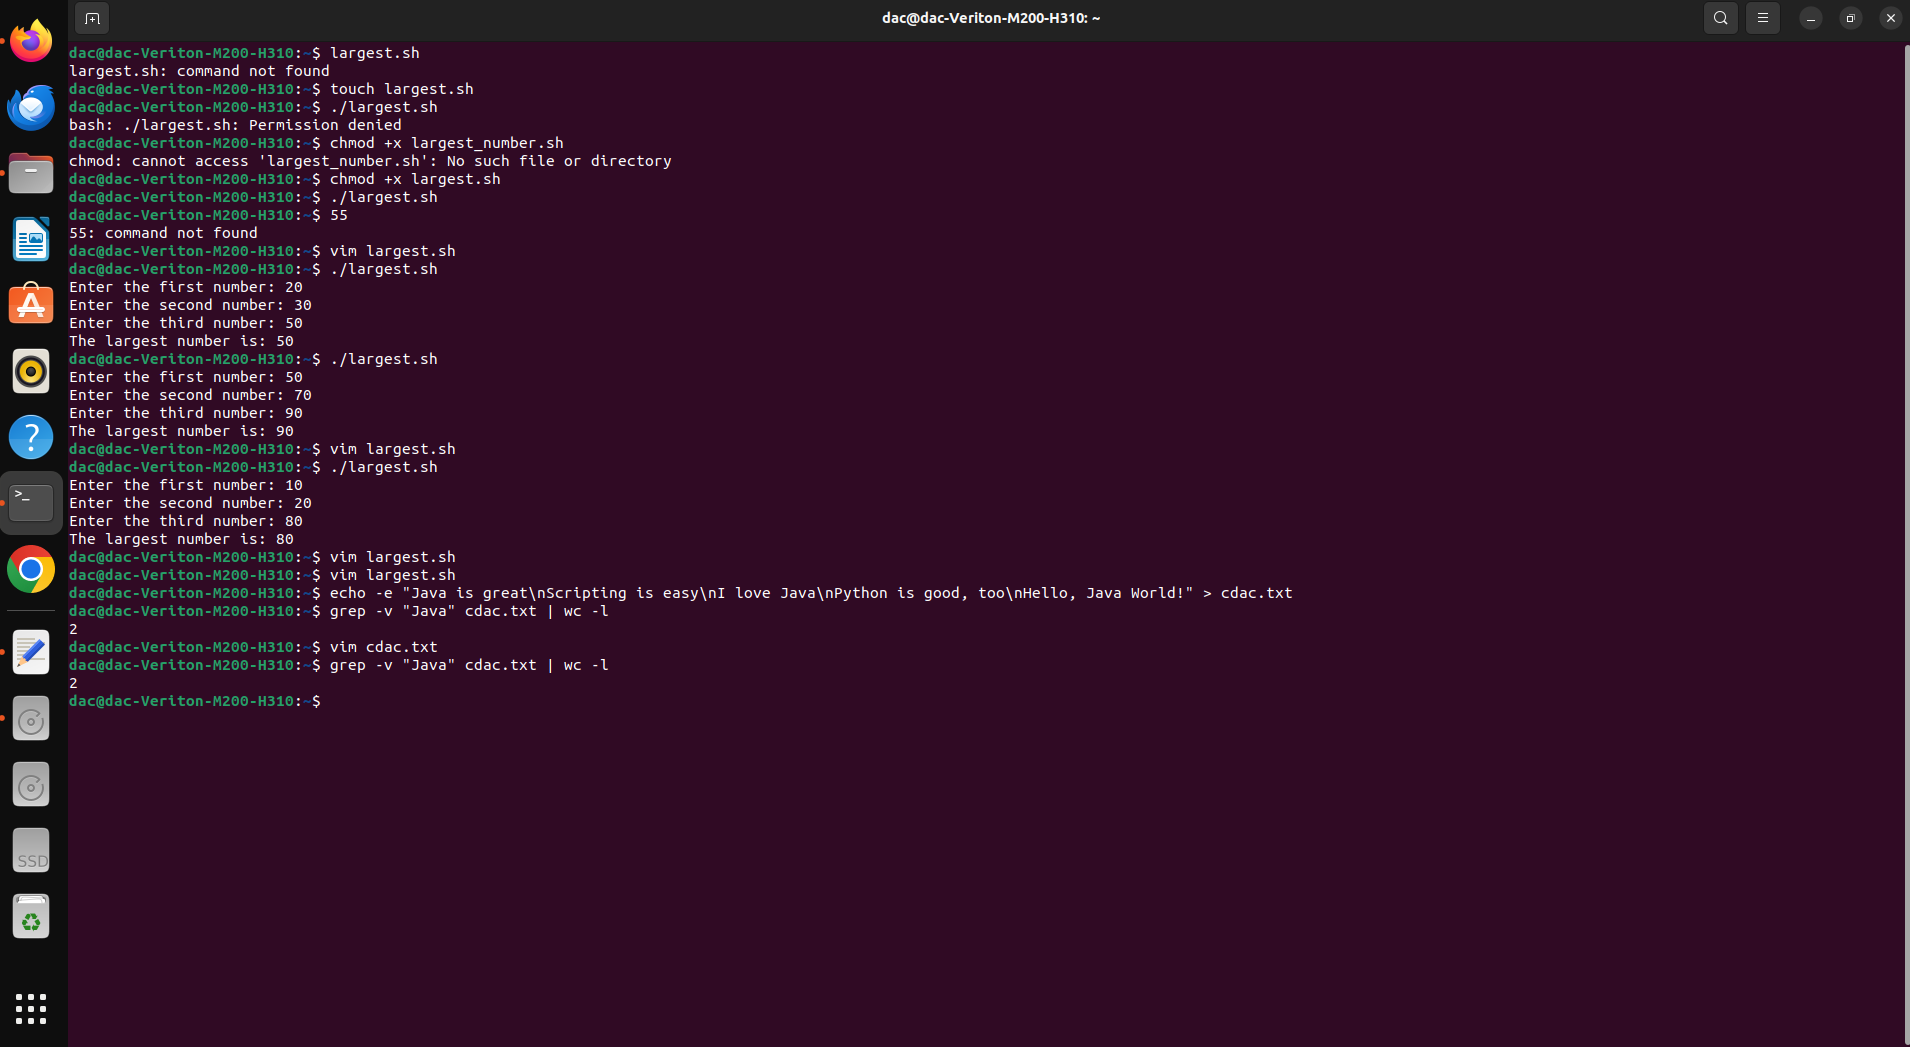 dac@dac-Veriton-M200-H310: ~
dac@dac-Veriton-M200-H310:~$ largest.sh
largest.sh: command not found
dac@dac-Veriton-M200-H310:~$ touch largest.sh
dac@dac-Veriton-M200-H310:~$ ./largest.sh
bash: ./largest.sh: Permission denied
dac@dac-Veriton-M200-H310:~$ chmod +x largest_number.sh
chmod: cannot access 'largest_number.sh': No such file or directory
dac@dac-Veriton-M200-H310:~$ chmod +x largest.sh
dac@dac-Veriton-M200-H310:~$ ./largest.sh
dac@dac-Veriton-M200-H310:~$ 55
55: command not found
dac@dac-Veriton-M200-H310:~$ vim largest.sh
dac@dac-Veriton-M200-H310:~$ ./largest.sh
Enter the first number: 20
Enter the second number: 30
Enter the third number: 50
The largest number is: 50
dac@dac-Veriton-M200-H310:~$ ./largest.sh
Enter the first number: 50
Enter the second number: 70
Enter the third number: 90
The largest number is: 90
dac@dac-Veriton-M200-H310:~$ vim largest.sh
dac@dac-Veriton-M200-H310:~$ ./largest.sh
Enter the first number: 10
Enter the second number: 20
Enter the third number: 80
The largest number is: 80
dac@dac-Veriton-M200-H310:~$ vim largest.sh
dac@dac-Veriton-M200-H310:~$ vim largest.sh
dac@dac-Veriton-M200-H310:~$ echo -e "Java is great\nScripting is easy\nI love Java\nPython is good, too\nHello, Java World!" > cdac.txt
dac@dac-Veriton-M200-H310:~$ grep -v "Java" cdac.txt | wc -l
2
dac@dac-Veriton-M200-H310:~$ vim cdac.txt
dac@dac-Veriton-M200-H310:~$ grep -v "Java" cdac.txt | wc -l
2
dac@dac-Veriton-M200-H310:~$
SSD